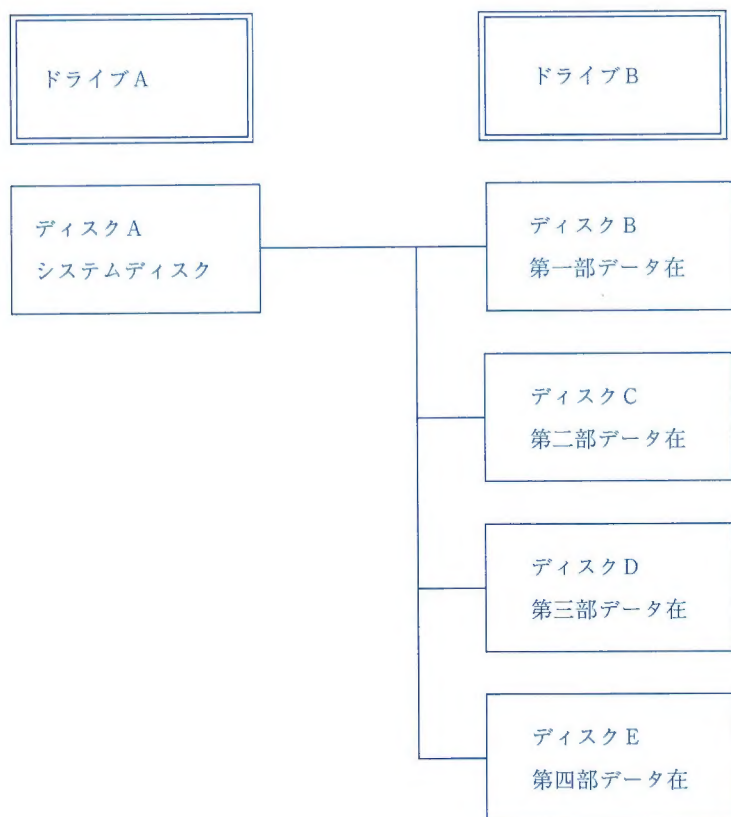 ドライブA
ドライブB
ディスクA
システムディスク
ディスクB
第一部データ在
ディスクC
第二部データ在
ディスクD
第三部データ在
ディスクE
第四部データ在